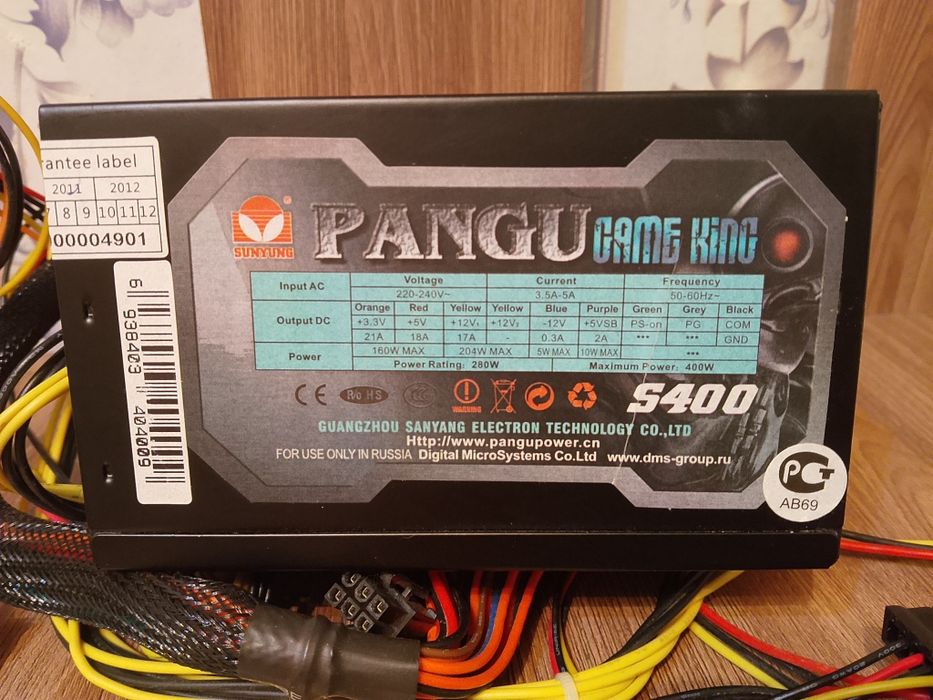 rantee label
2011 2012
7 8 9 10 11 12
00004901
6 938403 404009
SUNYUNG
PANGU GAME KING
Input AC Voltage Current Frequency
220-240V~ 3.5A-5A 50-60Hz~
Output DC Orange Red Yellow Yellow Blue Purple Green Grey Black
+3.3V +5V +12V₁ +12V₂ -12V +5VSB PS-on PG COM
21A 18A 17A - 0.3A 2A *** *** GND
Power 160W MAX 204W MAX 5W MAX 10W MAX ***
Power Rating: 280W Maximum Power: 400W
CE RoHS WARNING S400
GUANGZHOU SANYANG ELECTRON TECHNOLOGY CO.,LTD
Http://www.pangupower.cn
FOR USE ONLY IN RUSSIA Digital MicroSystems Co.Ltd www.dms-group.ru
РСТ
АВ69